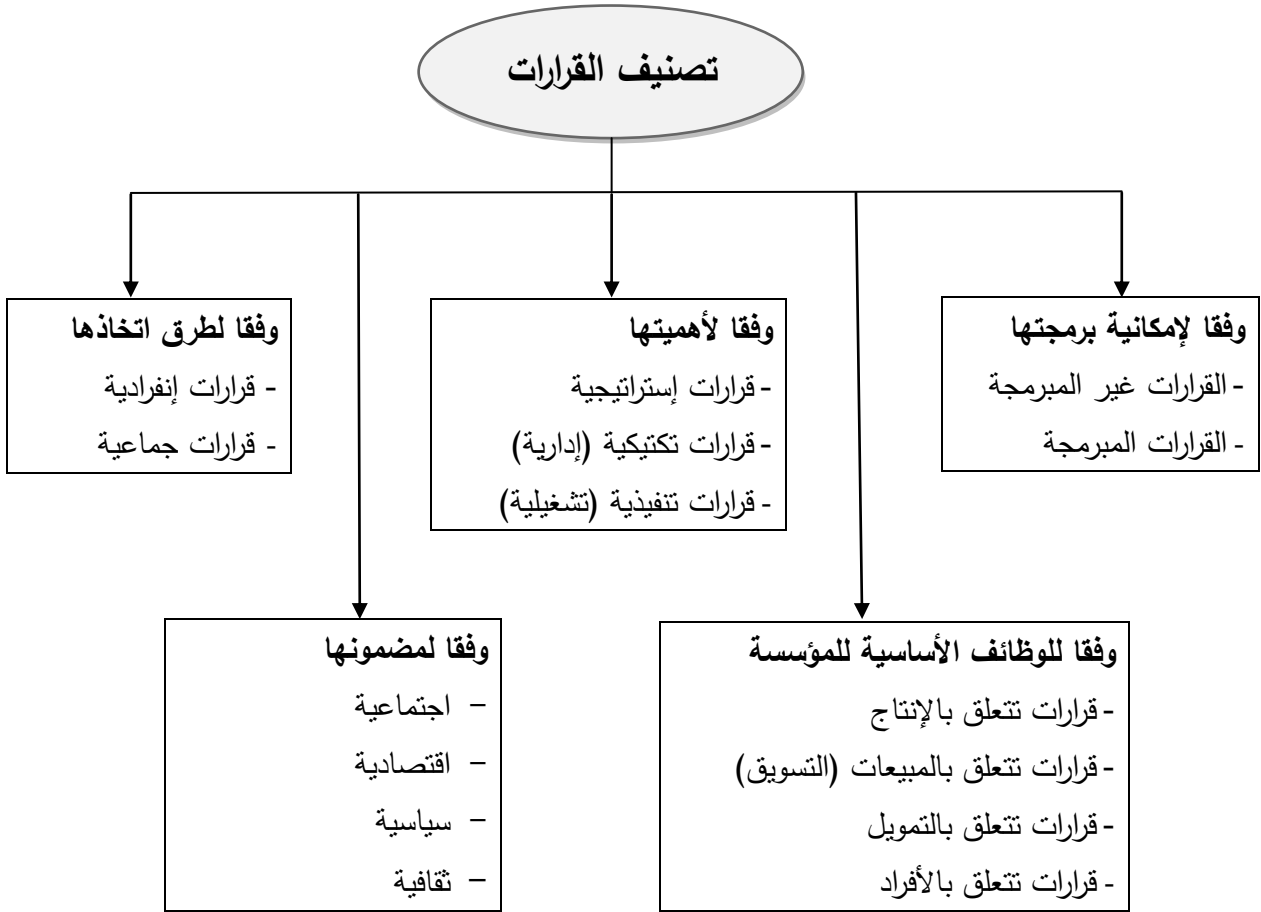 تصنيف القرارات
وفقا لإمكانية برمجتها
- القرارات غير المبرمجة
- القرارات المبرمجة
وفقا لأهميتها
- قرارات إستراتيجية
- قرارات تكتيكية (إدارية)
- قرارات تنفيذية (تشغيلية)
وفقا لطرق اتخاذها
- قرارات إنفرادية
- قرارات جماعية
وفقا للوظائف الأساسية للمؤسسة
- قرارات تتعلق بالإنتاج
- قرارات تتعلق بالمبيعات (التسويق)
- قرارات تتعلق بالتمويل
- قرارات تتعلق بالأفراد
وفقا لمضمونها
– اجتماعية
– اقتصادية
– سياسية
– ثقافية